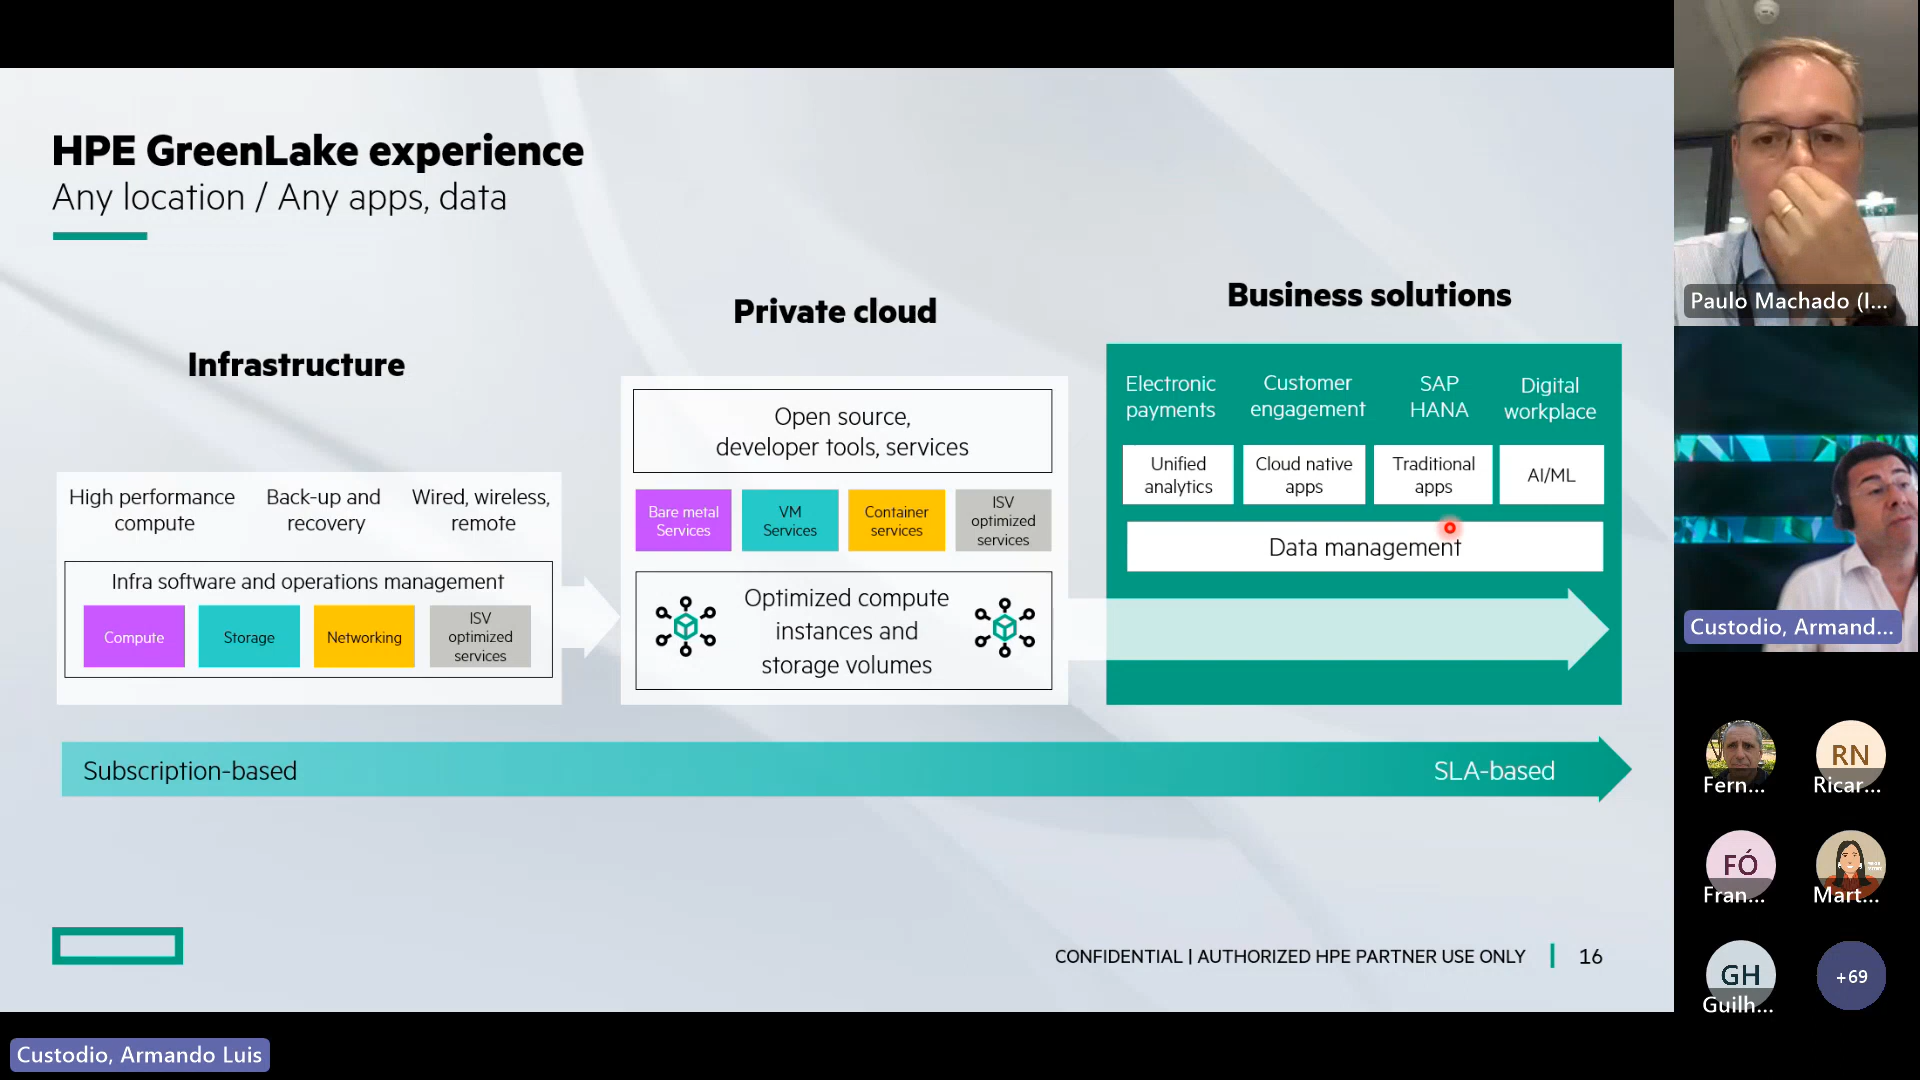 HPE GreenLake experience
Any location / Any apps, data
Infrastructure
High performance
compute
Back-up and
recovery
Wired, wireless,
remote
Infra software and operations management
Compute
Storage
Networking
ISV
optimized
services
Private cloud
Open source,
developer tools, services
Bare metal
Services
VM
Services
Container
services
ISV
optimized
services
Optimized compute
instances and
storage volumes
Business solutions
Electronic
payments
Customer
engagement
SAP
HANA
Digital
workplace
Unified
analytics
Cloud native
apps
Traditional
apps
AI/ML
Data management
Subscription-based
SLA-based
CONFIDENTIAL | AUTHORIZED HPE PARTNER USE ONLY
16
Paulo Machado (I...
Custodio, Armand...
Fern...
RN
Ricar...
FÓ
Fran...
Mart...
GH
Guilh...
+69
Custodio, Armando Luis